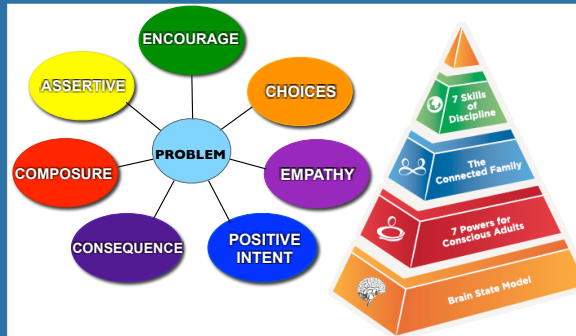 ENCOURAGE
ASSERTIVE
CHOICES
PROBLEM
COMPOSURE
EMPATHY
CONSEQUENCE
POSITIVE
INTENT
7 Skills
of
Discipline
The
Connected Family
7 Powers for
Conscious Adults
Brain State Model